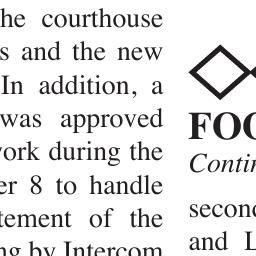 he courthouse
s and the new
In addition, a
was approved
work during the
er 8 to handle
tement of the
ng by Intercom
FOO
Contin
second
and L